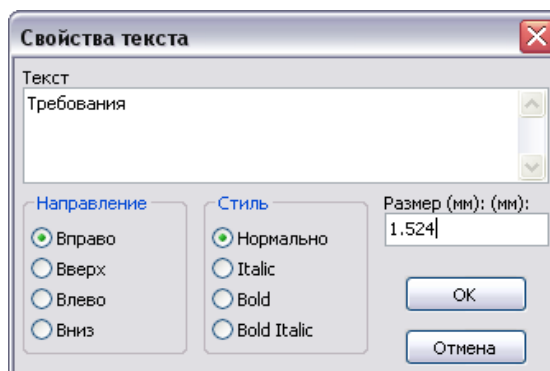 Свойства текста
Текст
Требования
Направление
Вправо
Вверх
Влево
Вниз
Стиль
Нормально
Italic
Bold
Bold Italic
Размер (мм): (мм):
1.524
OK
Отмена